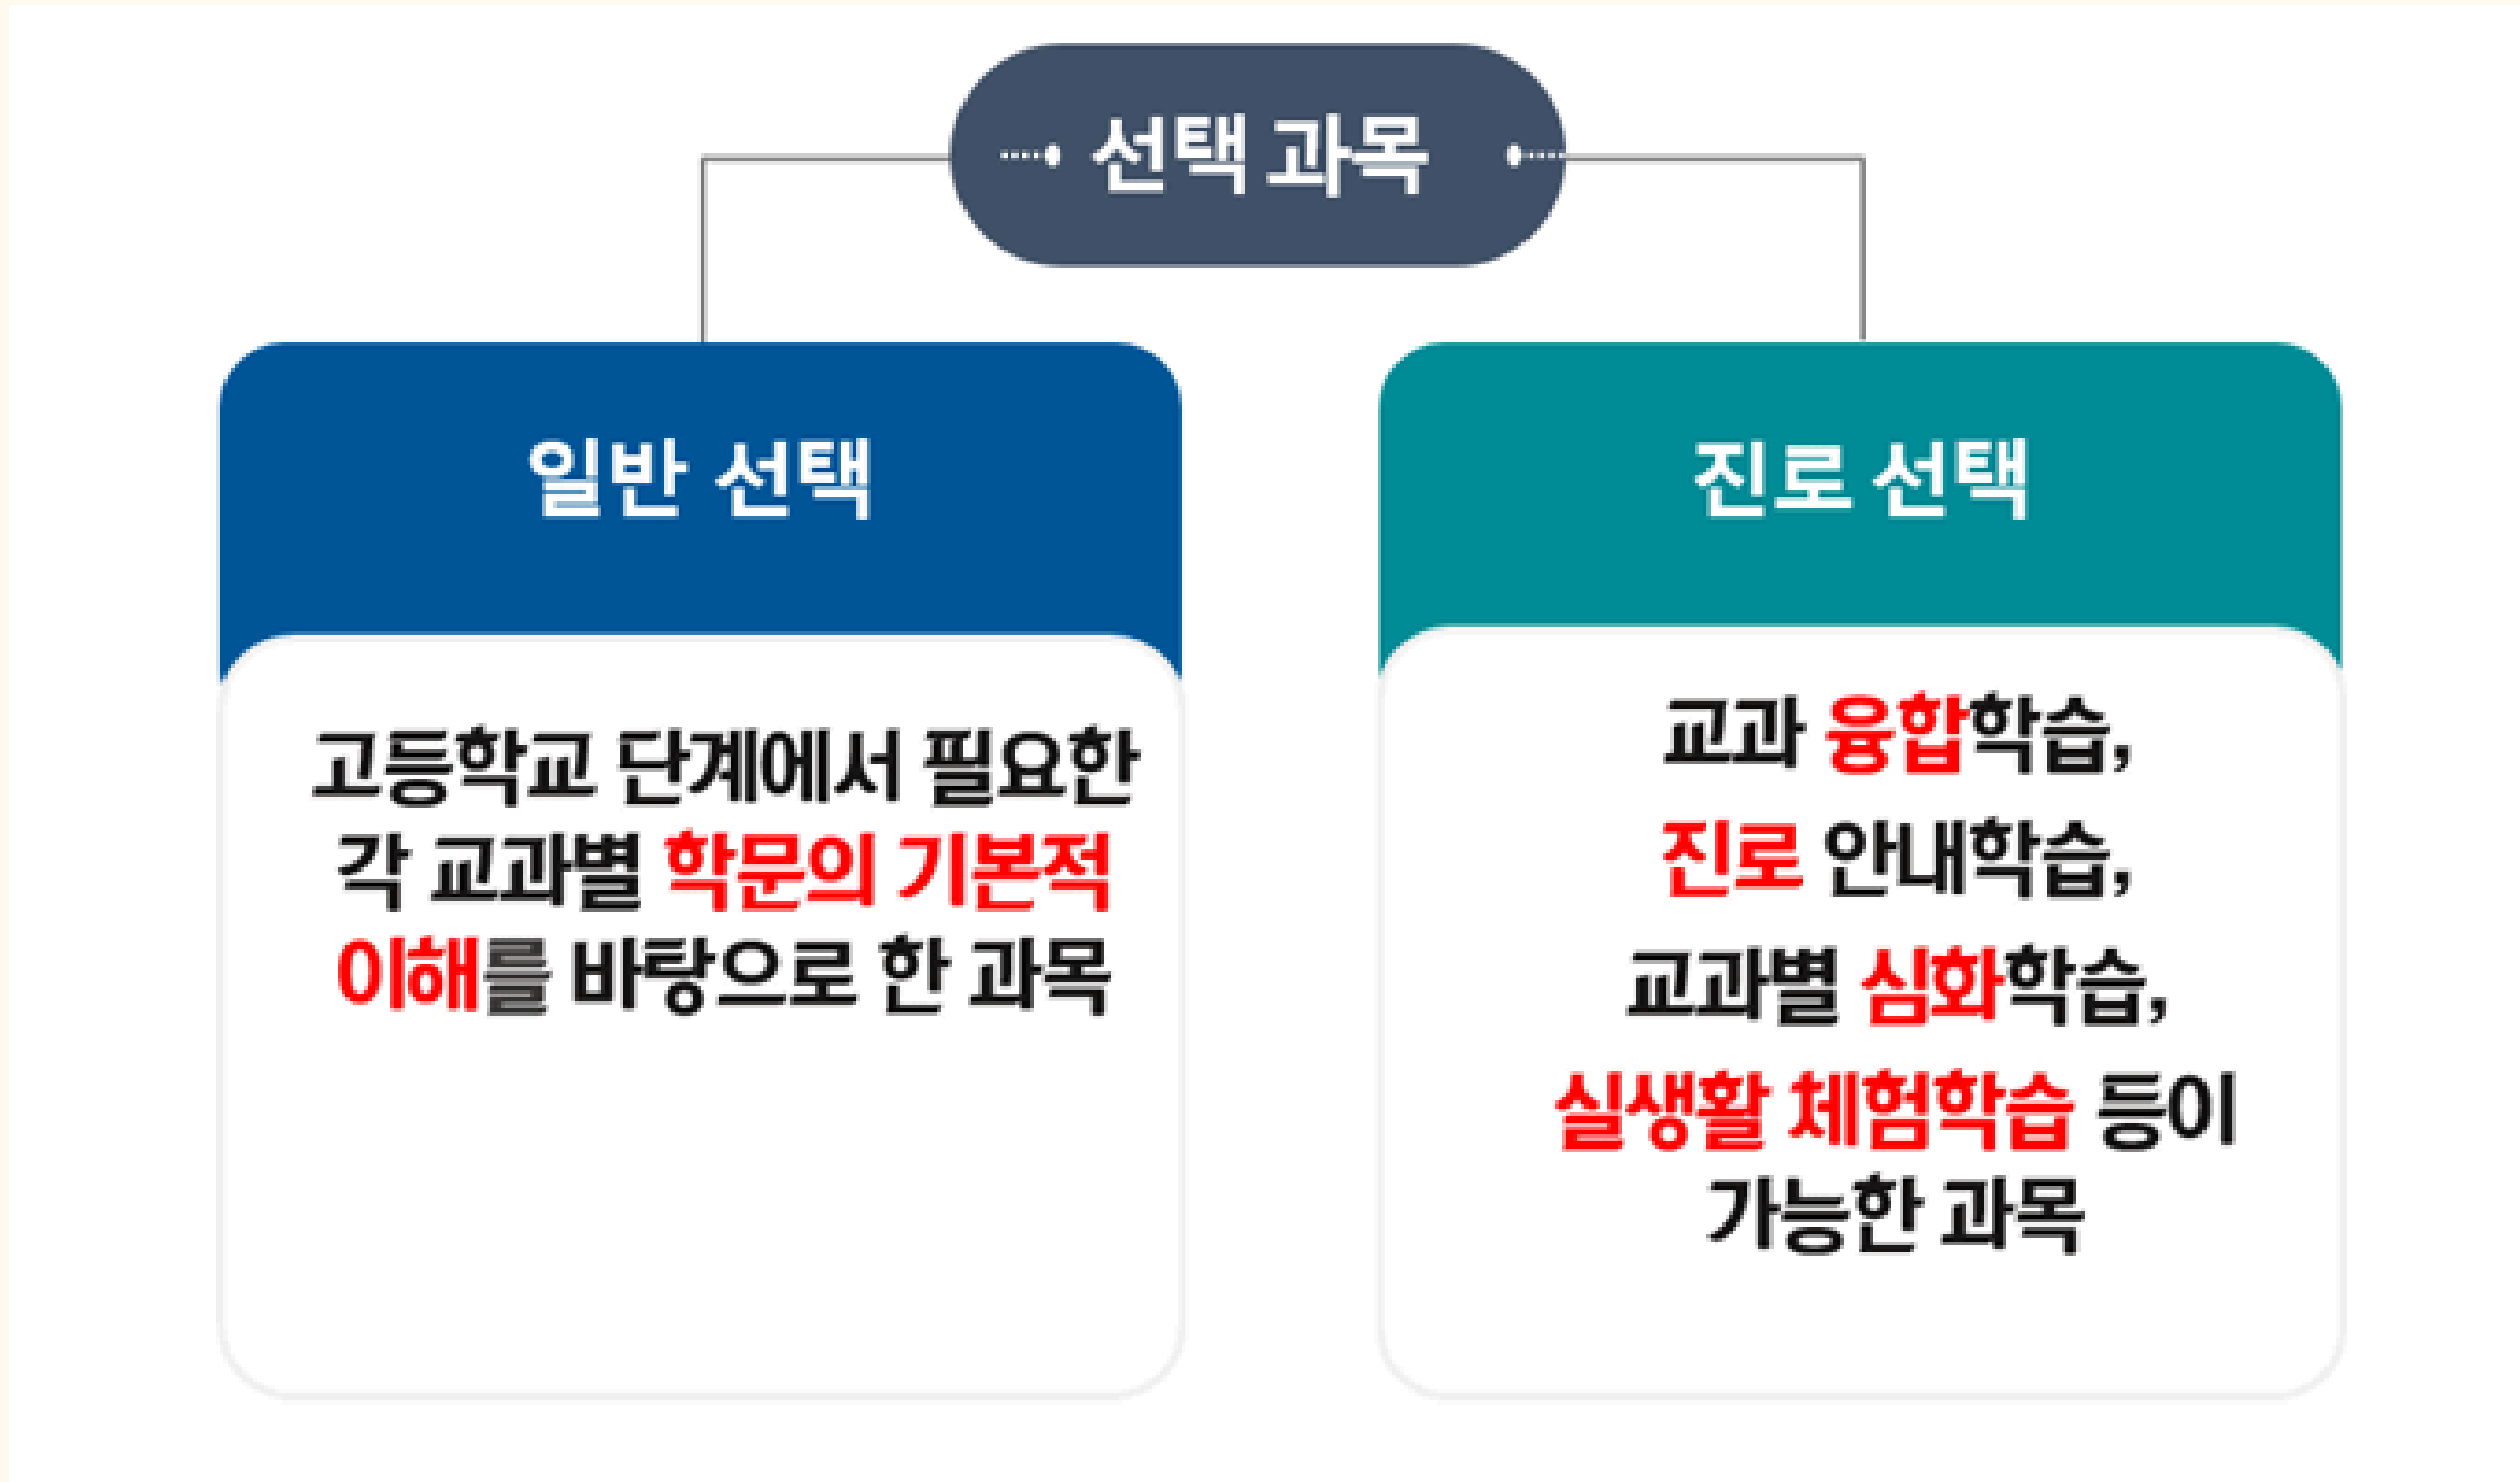 선택 과목
일반 선택
고등학교 단계에서 필요한
각 교과별 학문의 기본적
이해를 바탕으로 한 과목
진로 선택
교과 융합학습,
진로 안내학습,
교과별 심화학습,
실생활 체험학습 등이
가능한 과목